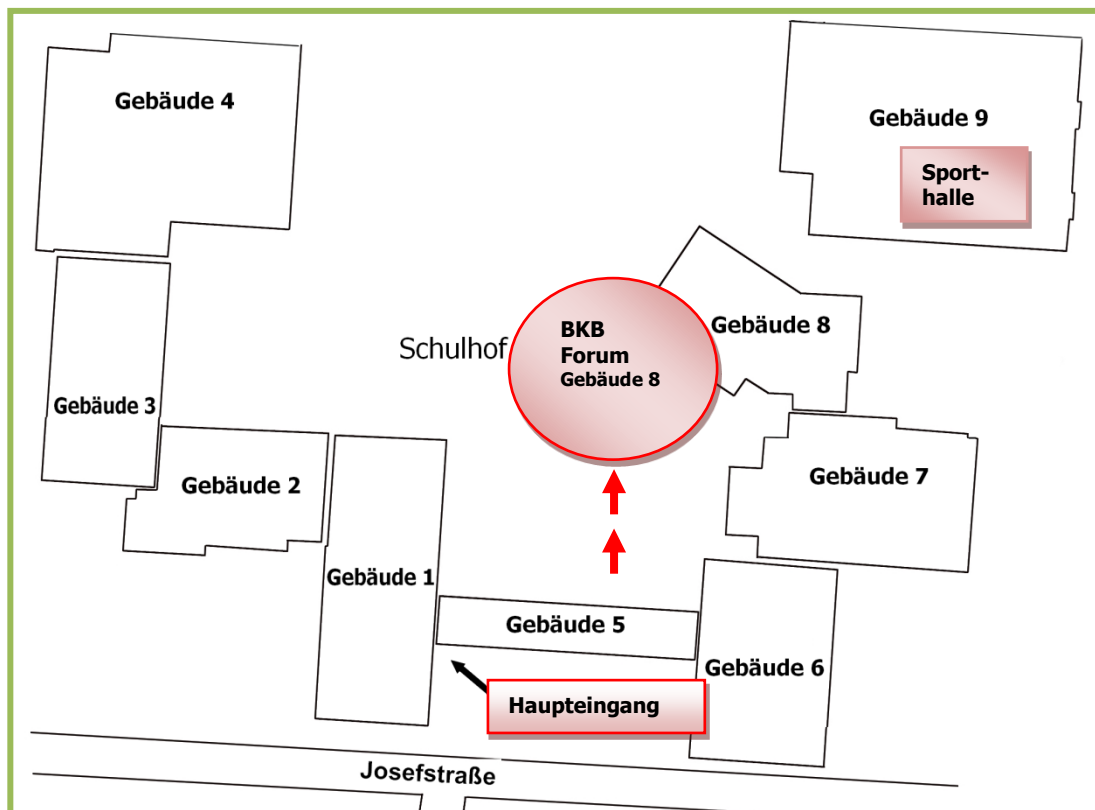 Gebäude 4
Gebäude 9
Sport-
halle
BKB
Forum
Gebäude 8
Gebäude 8
Schulhof
Gebäude 3
Gebäude 2
Gebäude 7
Gebäude 1
Gebäude 5
Gebäude 6
Haupteingang
Josefstraße